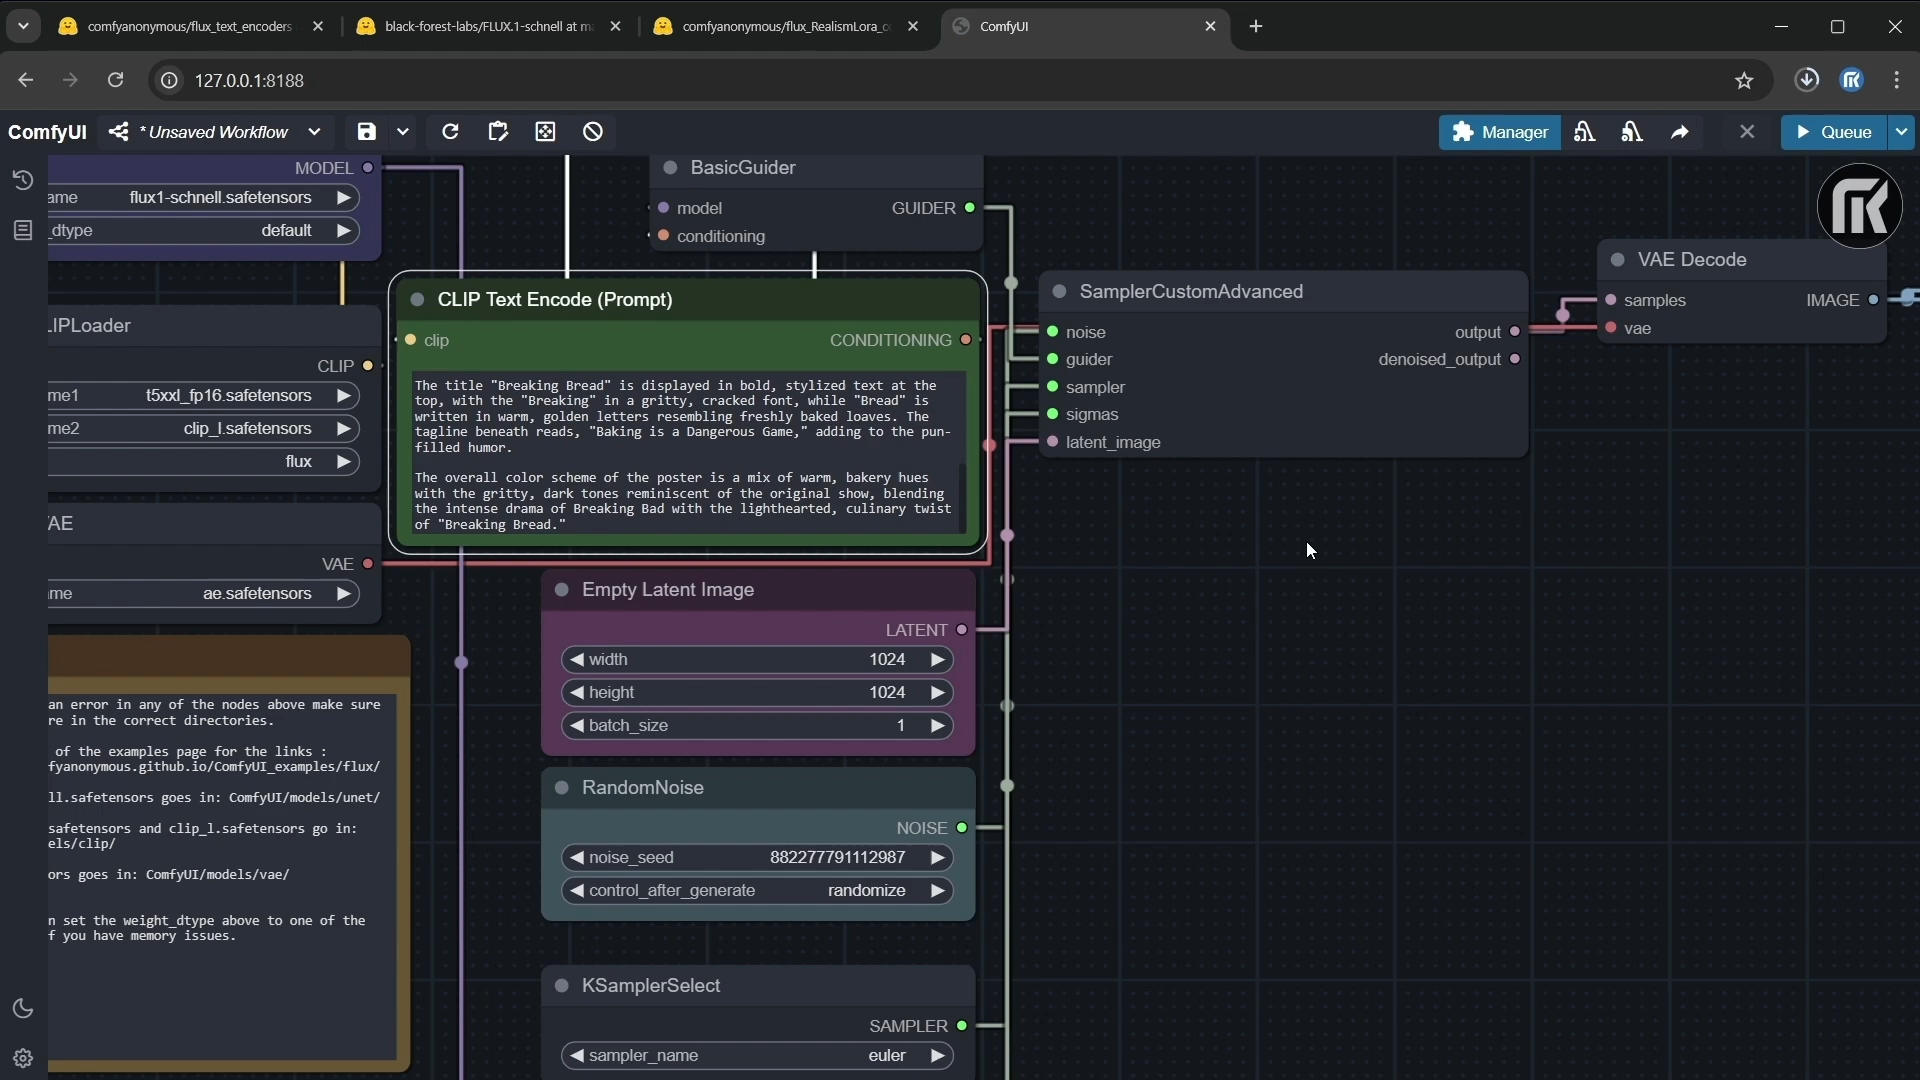 comfyanonymous/flux_text_encoders
black-forest-labs/FLUX.1-schnell at m
comfyanonymous/flux_RealismLora_c
ComfyUI
127.0.0.1:8188
ComfyUI
* Unsaved Workflow
Manager
Queue
MODEL
ame flux1-schnell.safetensors
_dtype default
BasicGuider
model GUIDER
conditioning
CLIP Text Encode (Prompt)
clip CONDITIONING
The title "Breaking Bread" is displayed in bold, stylized text at the
top, with the "Breaking" in a gritty, cracked font, while "Bread" is
written in warm, golden letters resembling freshly baked loaves. The
tagline beneath reads, "Baking is a Dangerous Game," adding to the pun-
filled humor.
The overall color scheme of the poster is a mix of warm, bakery hues
with the gritty, dark tones reminiscent of the original show, blending
the intense drama of Breaking Bad with the lighthearted, culinary twist
of "Breaking Bread."
SamplerCustomAdvanced
noise output
guider denoised_output
sampler
sigmas
latent_image
VAE Decode
samples IMAGE
vae
LIPLoader
CLIP
me1 t5xxl_fp16.safetensors
me2 clip_l.safetensors
flux
AE
VAE
me ae.safetensors
Empty Latent Image
LATENT
width 1024
height 1024
batch_size 1
an error in any of the nodes above make sure
re in the correct directories.
of the examples page for the links :
fyanonymous.github.io/ComfyUI_examples/flux/
ll.safetensors goes in: ComfyUI/models/unet/
safetensors and clip_l.safetensors go in:
els/clip/
ors goes in: ComfyUI/models/vae/
n set the weight_dtype above to one of the
f you have memory issues.
RandomNoise
NOISE
noise_seed 882277791112987
control_after_generate randomize
KSamplerSelect
SAMPLER
sampler_name euler